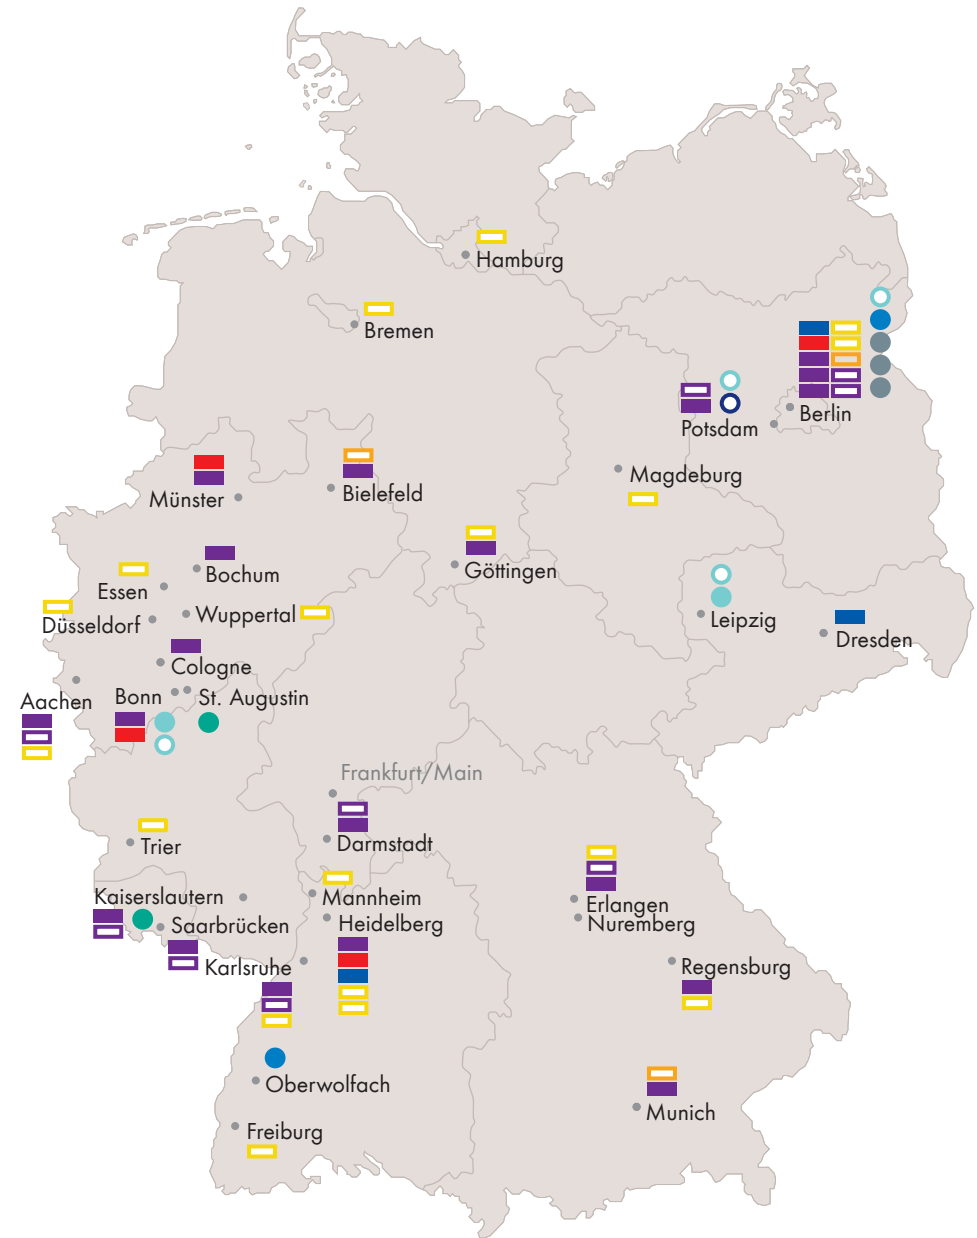 Hamburg
Bremen
Berlin
Potsdam
Magdeburg
Münster
Bielefeld
Göttingen
Bochum
Essen
Wuppertal
Düsseldorf
Leipzig
Dresden
Cologne
Aachen
Bonn
St. Augustin
Frankfurt/Main
Darmstadt
Trier
Kaiserslautern
Mannheim
Heidelberg
Saarbrücken
Erlangen
Nuremberg
Karlsruhe
Regensburg
Oberwolfach
Munich
Freiburg